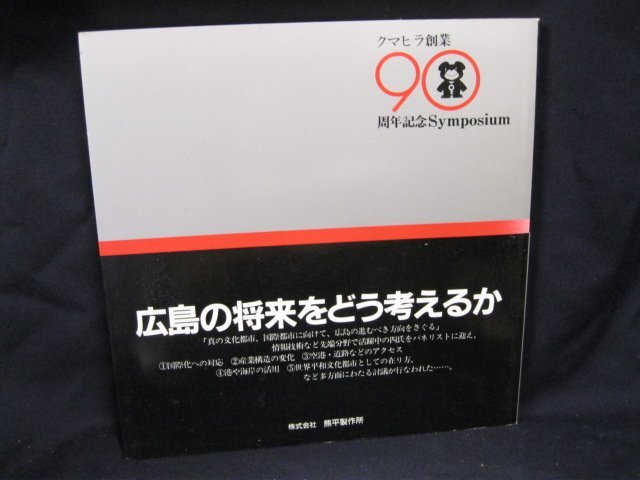 クマヒラ創業
90
周年記念Symposium
広島の将来をどう考えるか
「真の文化都市、国際都市に向けて、広島の進むべき方向をさぐる」
情報技術など先端分野で活躍中の四氏をパネリストに迎え、
①国際化への対応　②産業構造の変化　③空港・道路などのアクセス
④港や海岸の活用　⑤世界平和文化都市としての在り方、
など多方面にわたる討議が行なわれた……。
株式会社　熊平製作所